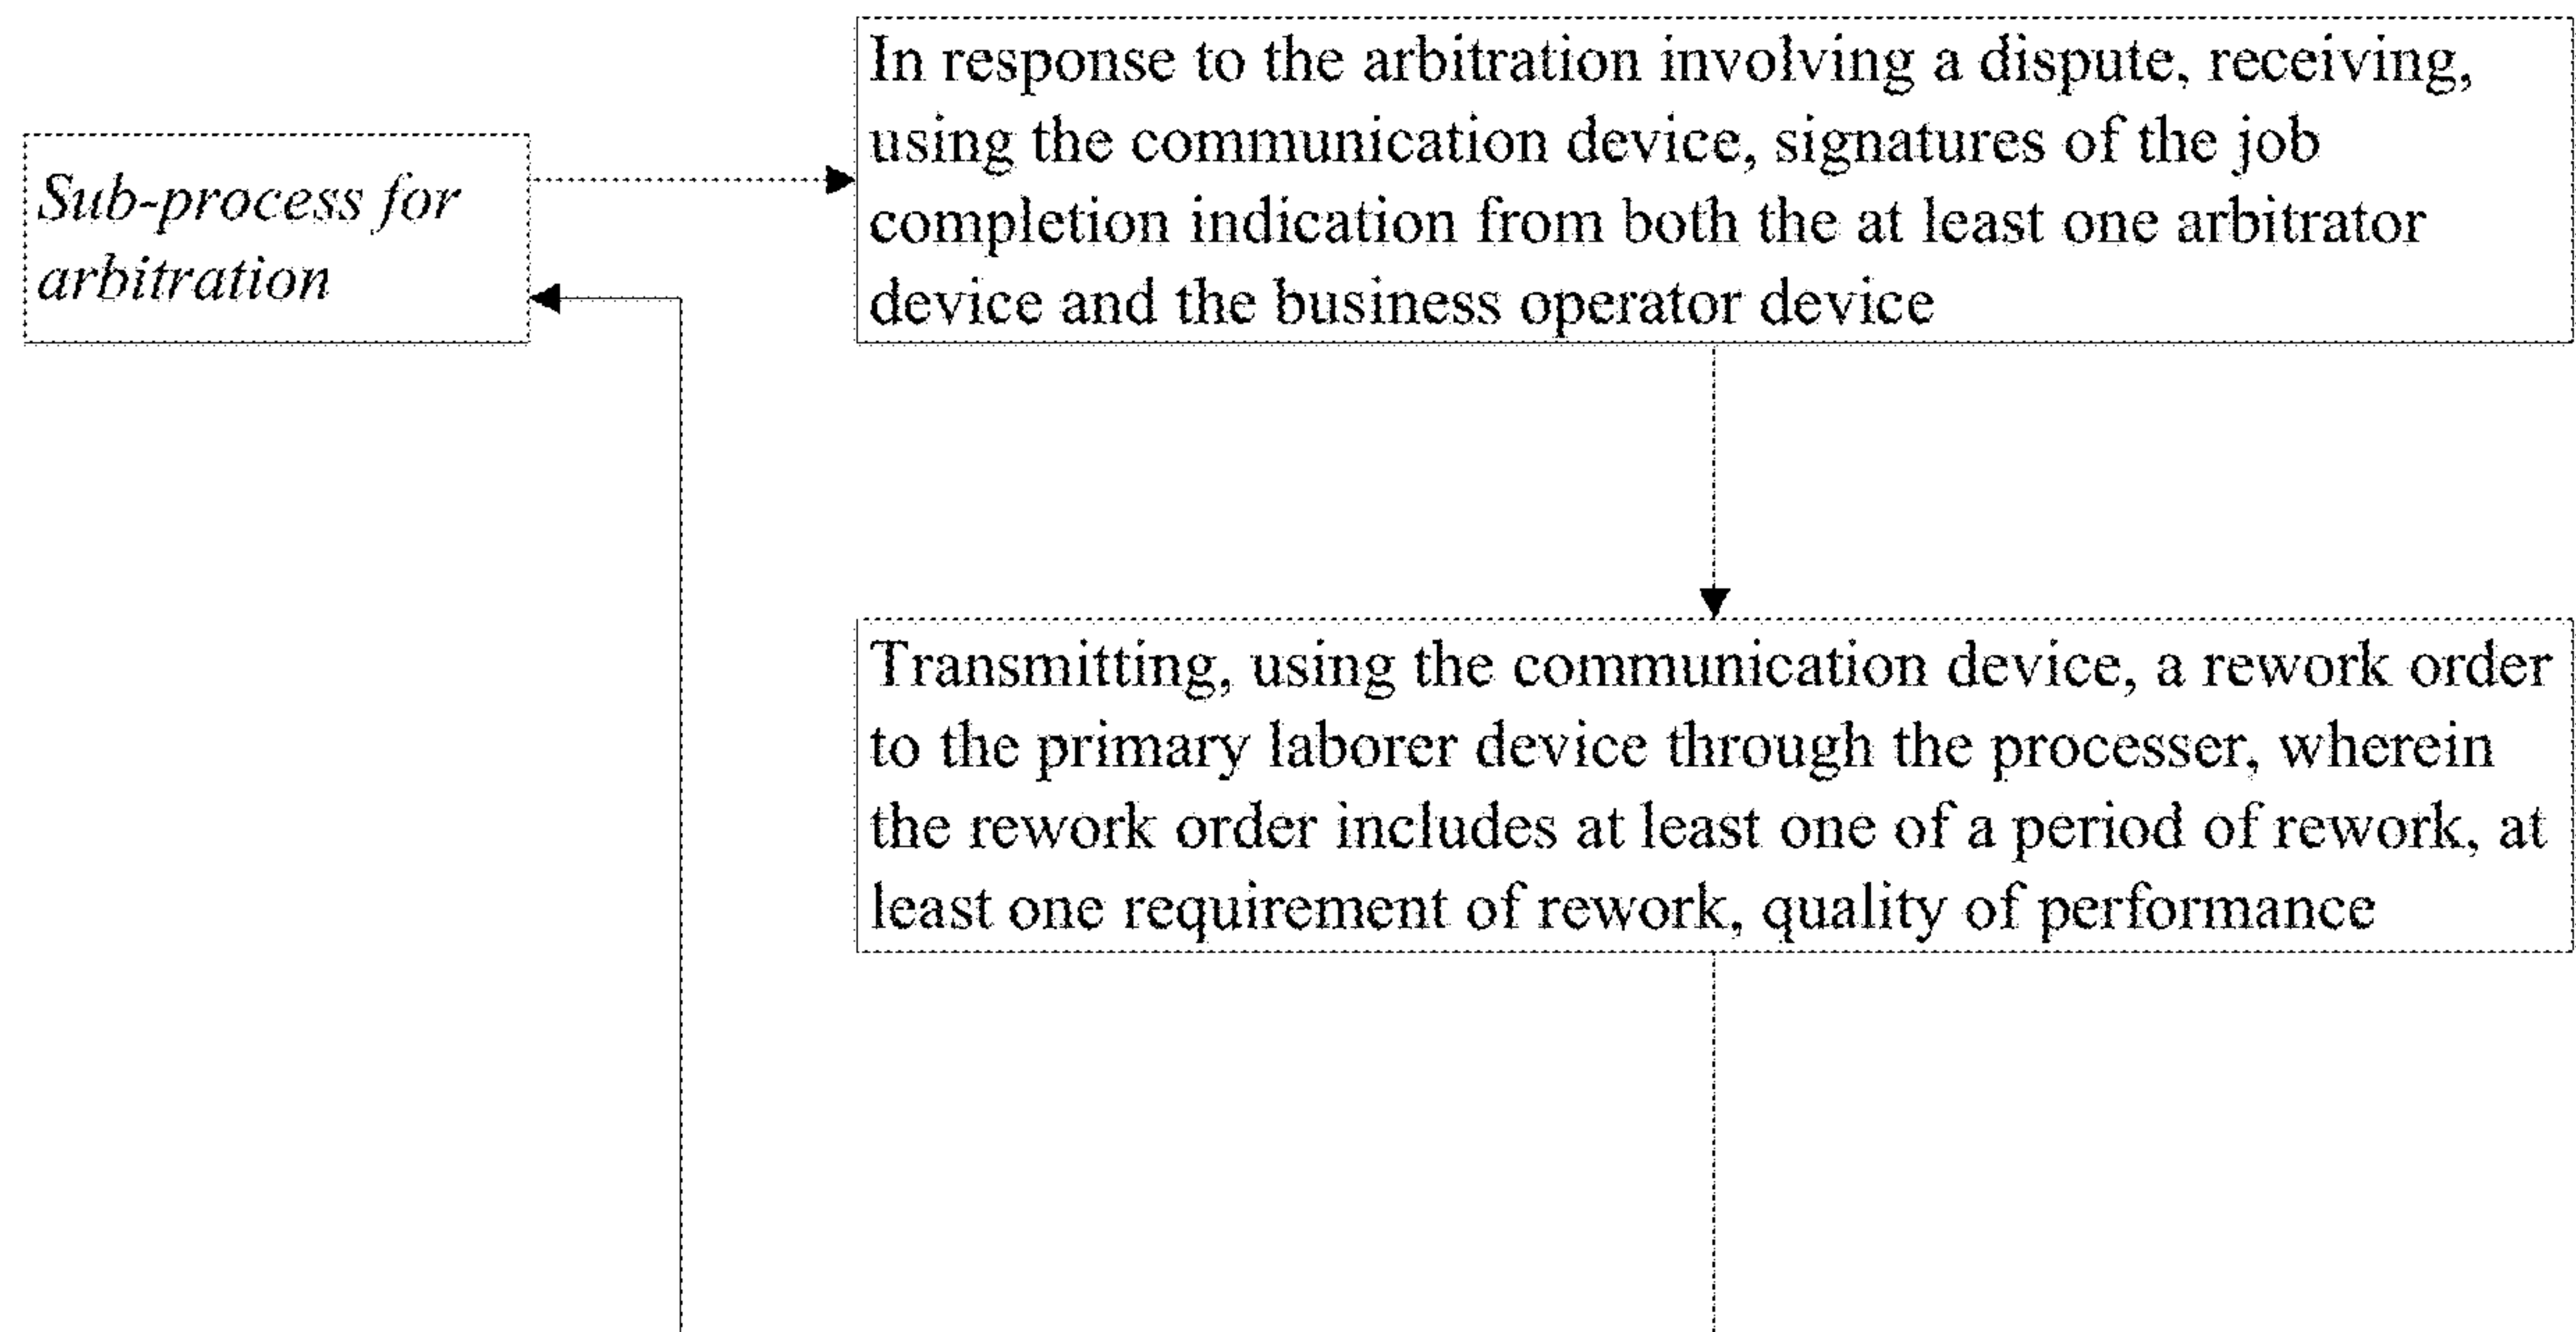 Sub-process for
arbitration
In response to the arbitration involving a dispute, receiving,
using the communication device, signatures of the job
completion indication from both the at least one arbitrator
device and the business operator device
Transmitting, using the communication device, a rework order
to the primary laborer device through the processer, wherein
the rework order includes at least one of a period of rework, at
least one requirement of rework, quality of performance